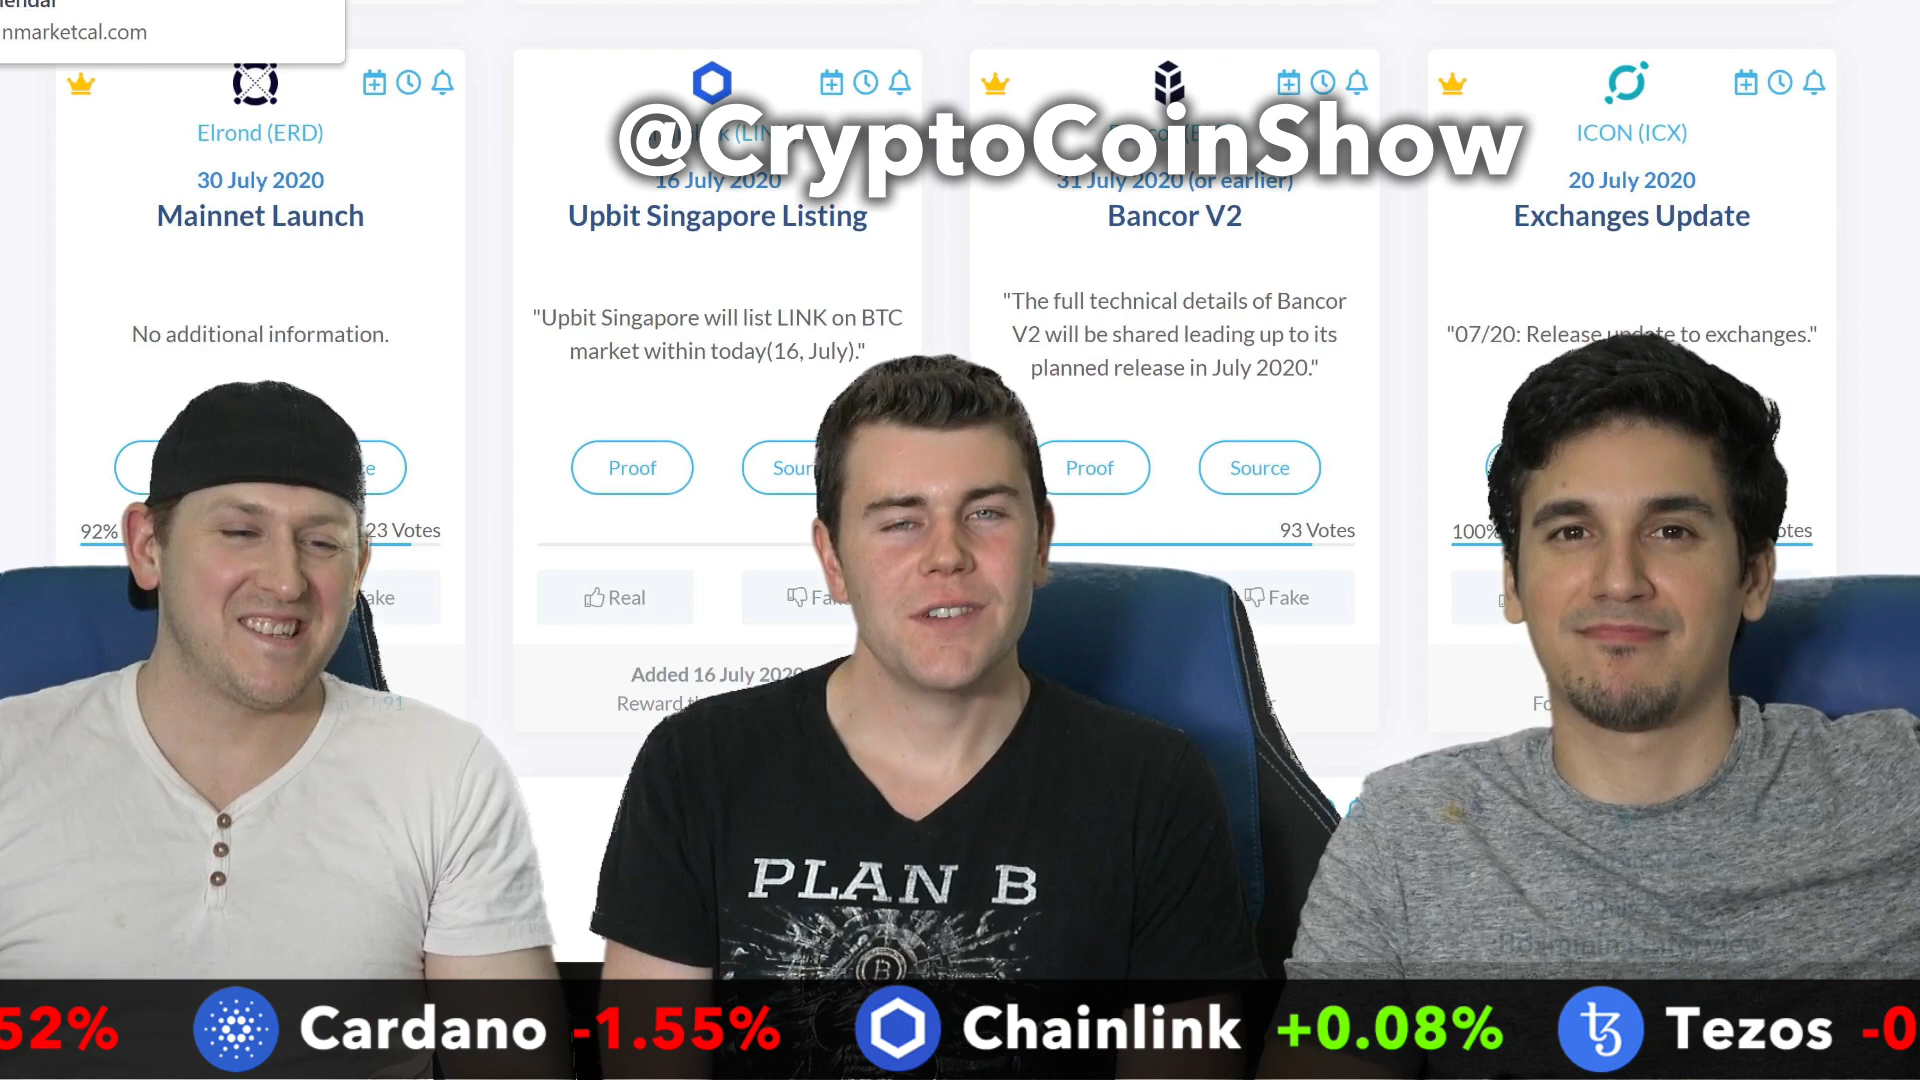 nmarketcal.com
@CryptoCoinShow
Elrond (ERD)
30 July 2020
Mainnet Launch
No additional information.
92%
23 Votes
16 July 2020
Upbit Singapore Listing
"Upbit Singapore will list LINK on BTC
market within today(16, July)."
Proof
Real
Added 16 July 2020
Reward
31 July 2020 (or earlier)
Bancor V2
"The full technical details of Bancor
V2 will be shared leading up to its
planned release in July 2020."
Proof
Source
93 Votes
Fake
ICON (ICX)
20 July 2020
Exchanges Update
"07/20: Release update to exchanges."
100%
PLAN B
52%
Cardano -1.55%
Chainlink +0.08%
Tezos -0